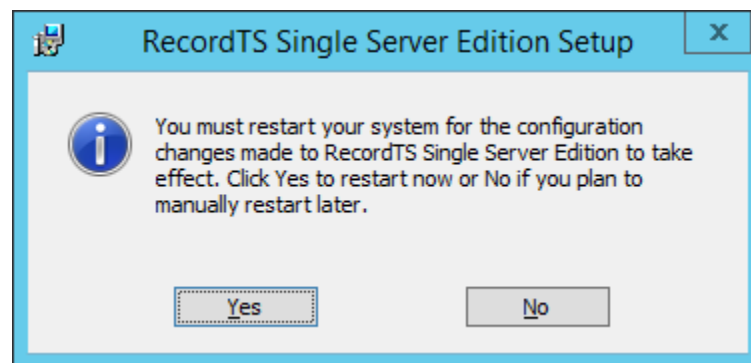 RecordTS Single Server Edition Setup
x
You must restart your system for the configuration
changes made to RecordTS Single Server Edition to take
effect. Click Yes to restart now or No if you plan to
manually restart later.
Yes
No